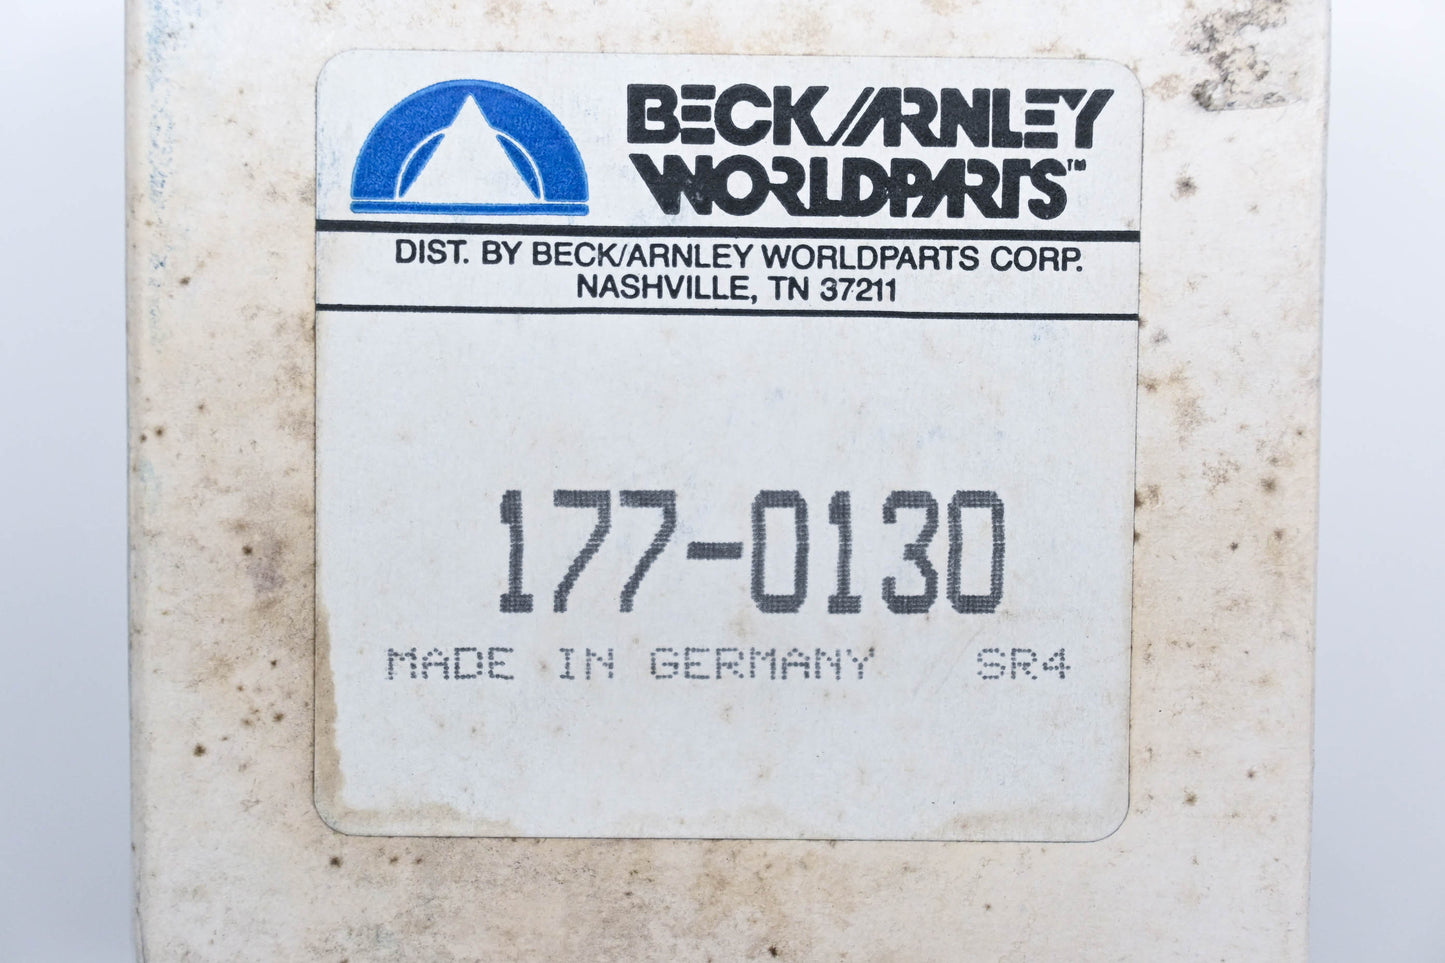 BECK/ARNLEY
WORLDPARTS™
DIST. BY BECK/ARNLEY WORLDPARTS CORP.
NASHVILLE, TN 37211
177-0130
MADE IN GERMANY SR4